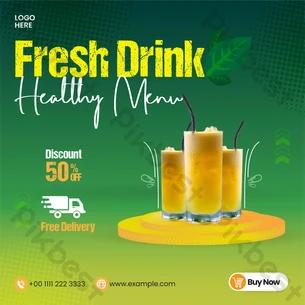 LOGO
HERE
Fresh Drink
Healthy Menu
Discount
50% OFF
Free Delivery
+00 1111 222 3333
www.example.com
Buy Now
pikbest